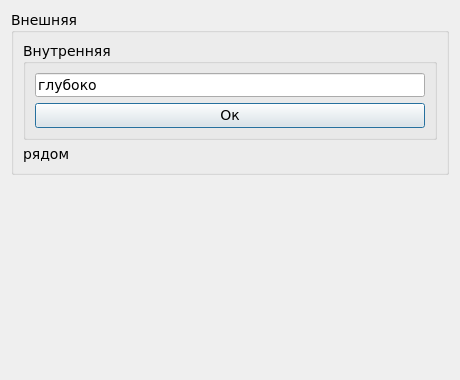 Внешняя
Внутренняя
глубоко
Ок
рядом